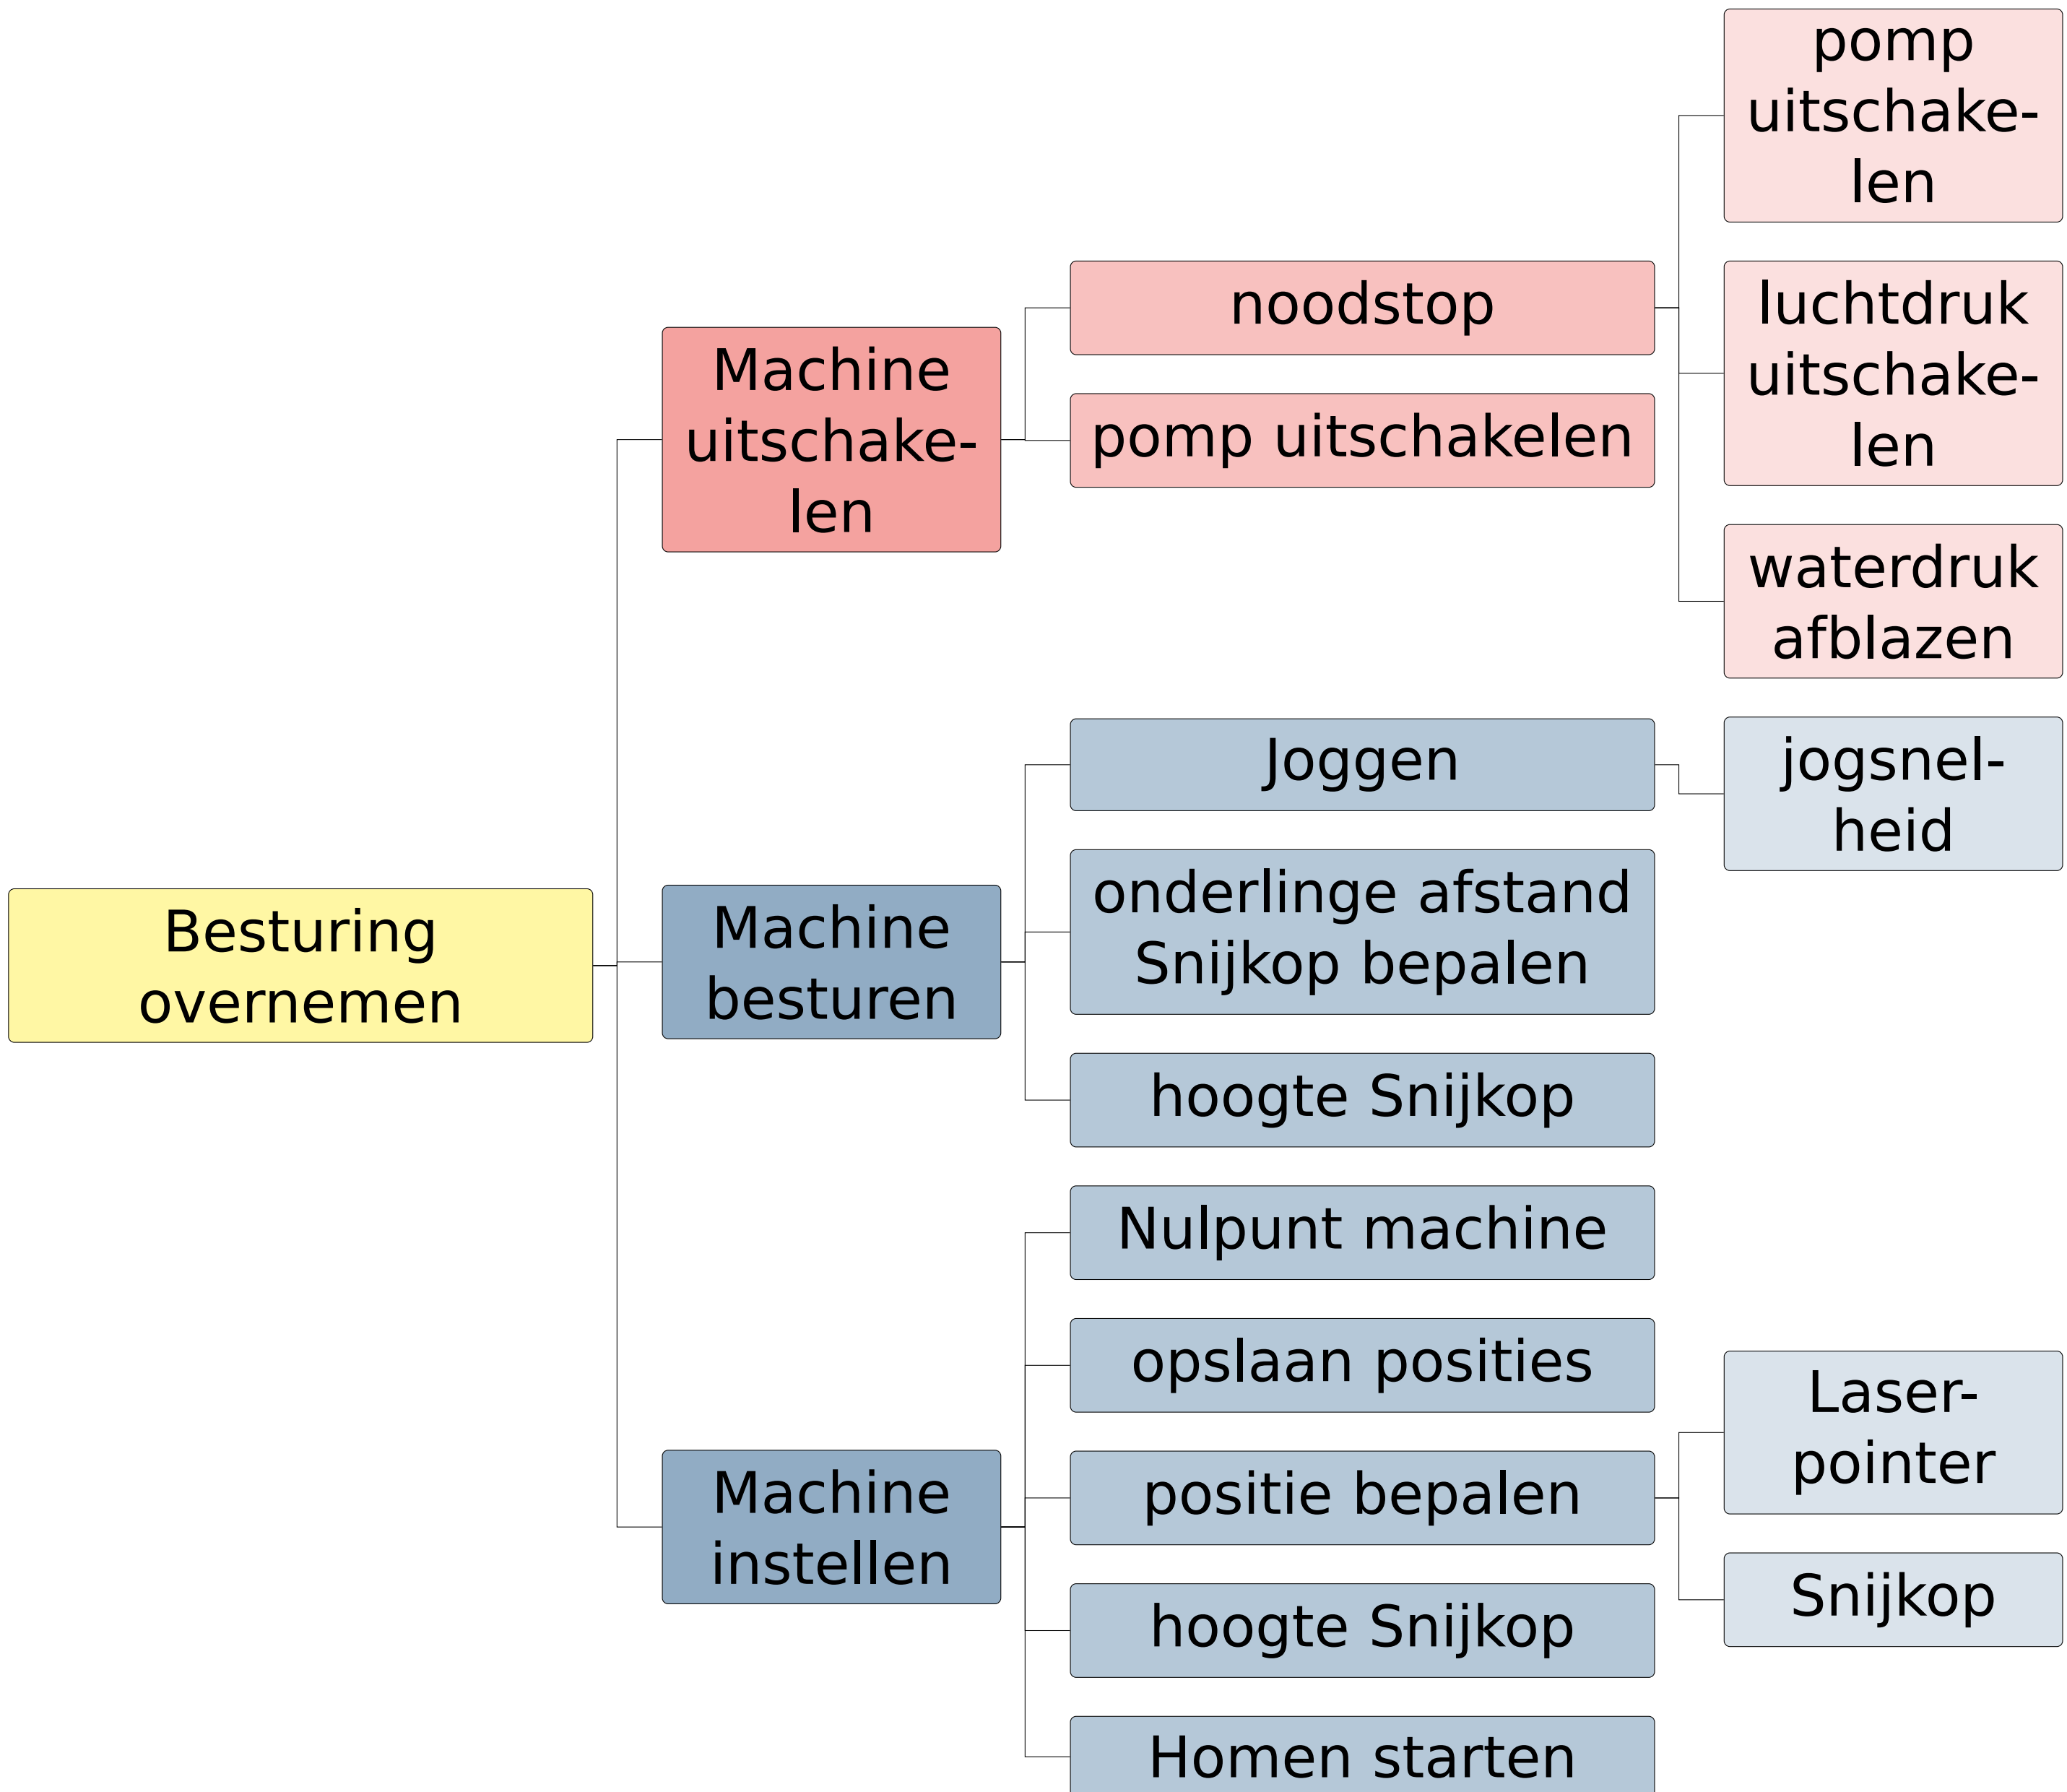 pomp
uitschake-
len
noodstop
luchtdruk
uitschake-
len
Machine
uitschake-
len
pomp uitschakelen
waterdruk
afblazen
Joggen
jogsnel-
heid
Besturing
overnemen
Machine
besturen
onderlinge afstand
Snijkop bepalen
hoogte Snijkop
Nulpunt machine
opslaan posities
Machine
instellen
positie bepalen
Laser-
pointer
Snijkop
hoogte Snijkop
Homen starten